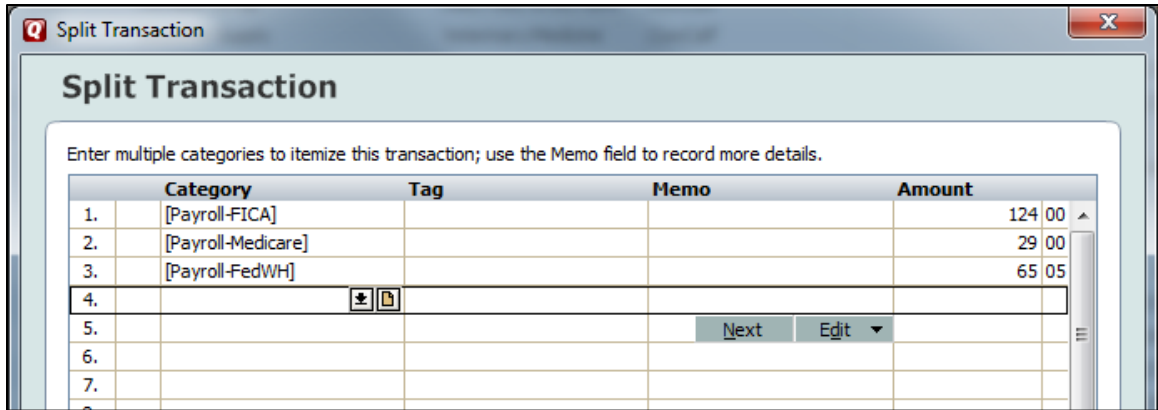 Split Transaction
Split Transaction
Enter multiple categories to itemize this transaction; use the Memo field to record more details.
Category Tag Memo Amount
1. [Payroll-FICA] 124 00
2. [Payroll-Medicare] 29 00
3. [Payroll-FedWH] 65 05
4.
5. Next Edit
6.
7.